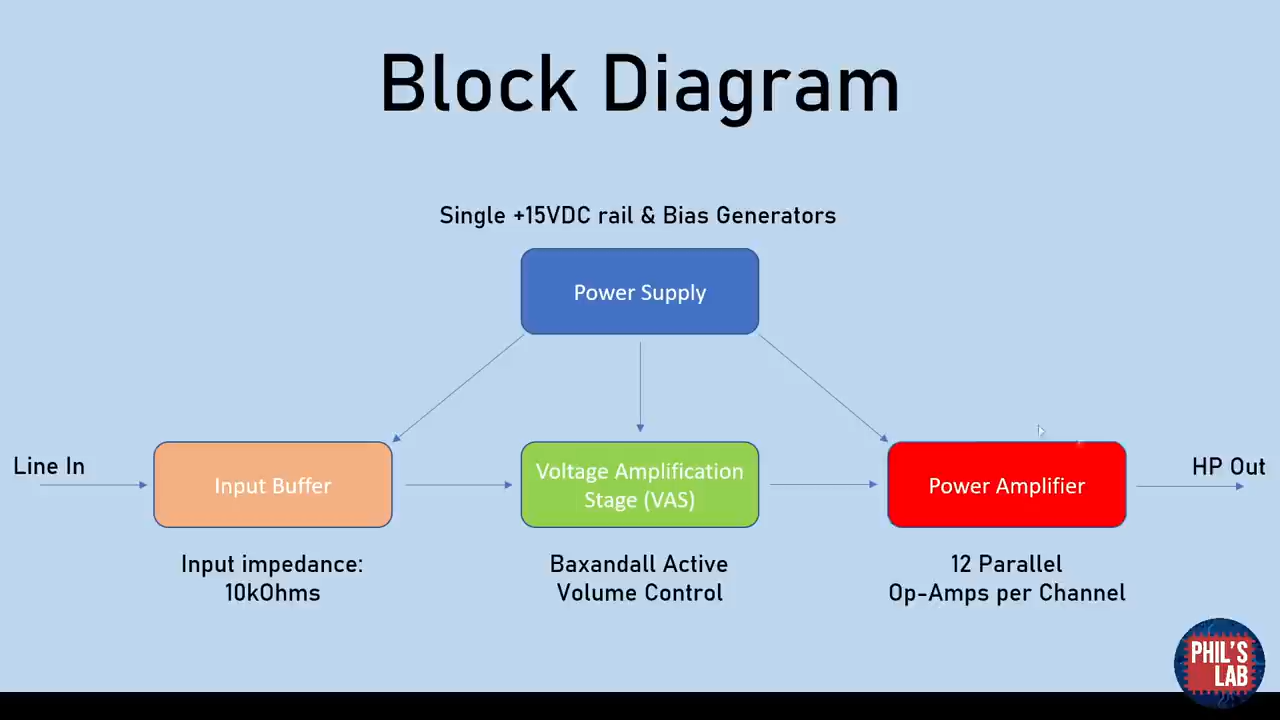 Block Diagram
Single +15VDC rail & Bias Generators
Power Supply
Line In
Input Buffer
Voltage Amplification
Stage (VAS)
Power Amplifier
HP Out
Input impedance:
10kOhms
Baxandall Active
Volume Control
12 Parallel
Op-Amps per Channel
PHIL'S
LAB